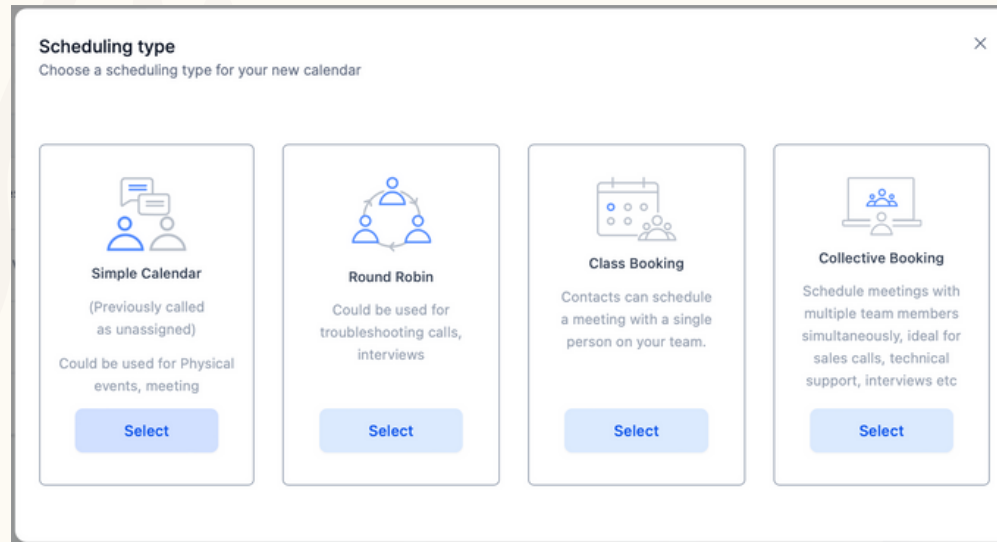 Scheduling type
Choose a scheduling type for your new calendar
Simple Calendar
(Previously called
as unassigned)
Could be used for Physical
events, meeting
Select
Round Robin
Could be used for
troubleshooting calls,
interviews
Select
Class Booking
Contacts can schedule
a meeting with a single
person on your team.
Select
Collective Booking
Schedule meetings with
multiple team members
simultaneously, ideal for
sales calls, technical
support, interviews etc
Select